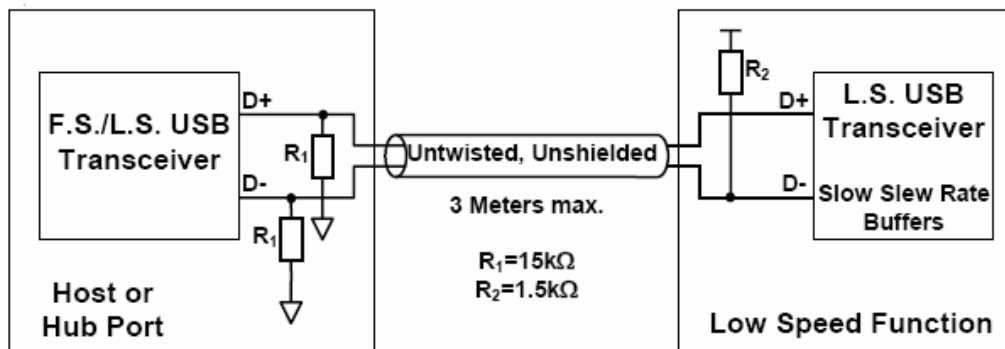 F.S./L.S. USB
Transceiver
D+
D-
R1
R1
Host or
Hub Port
Untwisted, Unshielded
3 Meters max.
R1=15kΩ
R2=1.5kΩ
R2
D+
D-
L.S. USB
Transceiver
Slow Slew Rate
Buffers
Low Speed Function